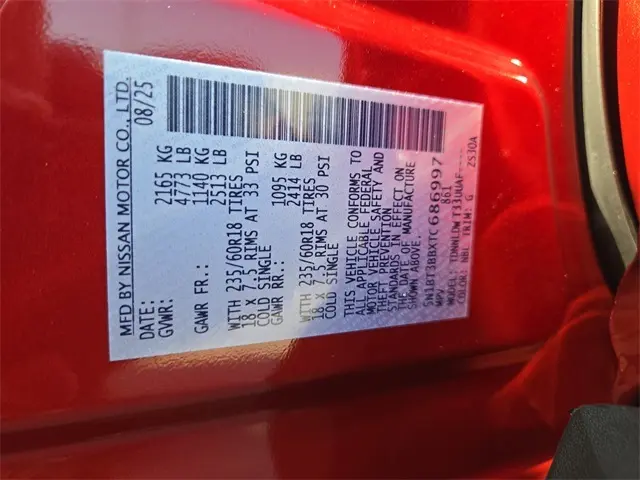 MFD BY NISSAN MOTOR CO., LTD.
DATE: 08/25
GVWR: 2165 KG
4773 LB
GAWR FR.: 1140 KG
2513 LB
WITH 235/60R18 TIRES
18 X 7.5 RIMS AT 33 PSI
COLD SINGLE
GAWR RR.: 1095 KG
2414 LB
WITH 235/60R18 TIRES
18 X 7.5 RIMS AT 30 PSI
COLD SINGLE
THIS VEHICLE CONFORMS TO
ALL APPLICABLE FEDERAL
MOTOR VEHICLE SAFETY AND
THEFT PREVENTION
STANDARDS IN EFFECT ON
THE DATE OF MANUFACTURE
SHOWN ABOVE.
5N1BT3BBXTC686997
MPV 861
MODEL: TDNNLDWT33UUAF----
COLOR: NBL TRIM: G ZS30A